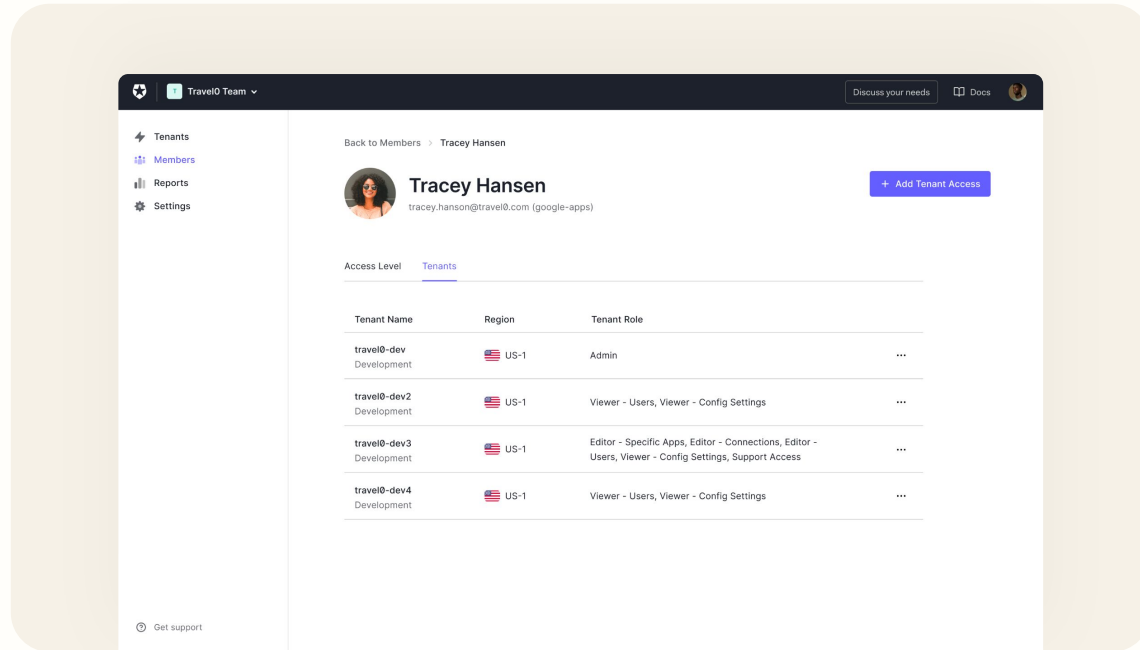 T Travel0 Team
Discuss your needs
Docs
Tenants
Members
Reports
Settings
Back to Members > Tracey Hansen
Tracey Hansen
tracey.hanson@travel0.com (google-apps)
+ Add Tenant Access
Access Level Tenants
Tenant Name Region Tenant Role
travel0-dev
Development
US-1
Admin
...
travel0-dev2
Development
US-1
Viewer - Users, Viewer - Config Settings
...
travel0-dev3
Development
US-1
Editor - Specific Apps, Editor - Connections, Editor -
Users, Viewer - Config Settings, Support Access
...
travel0-dev4
Development
US-1
Viewer - Users, Viewer - Config Settings
...
Get support